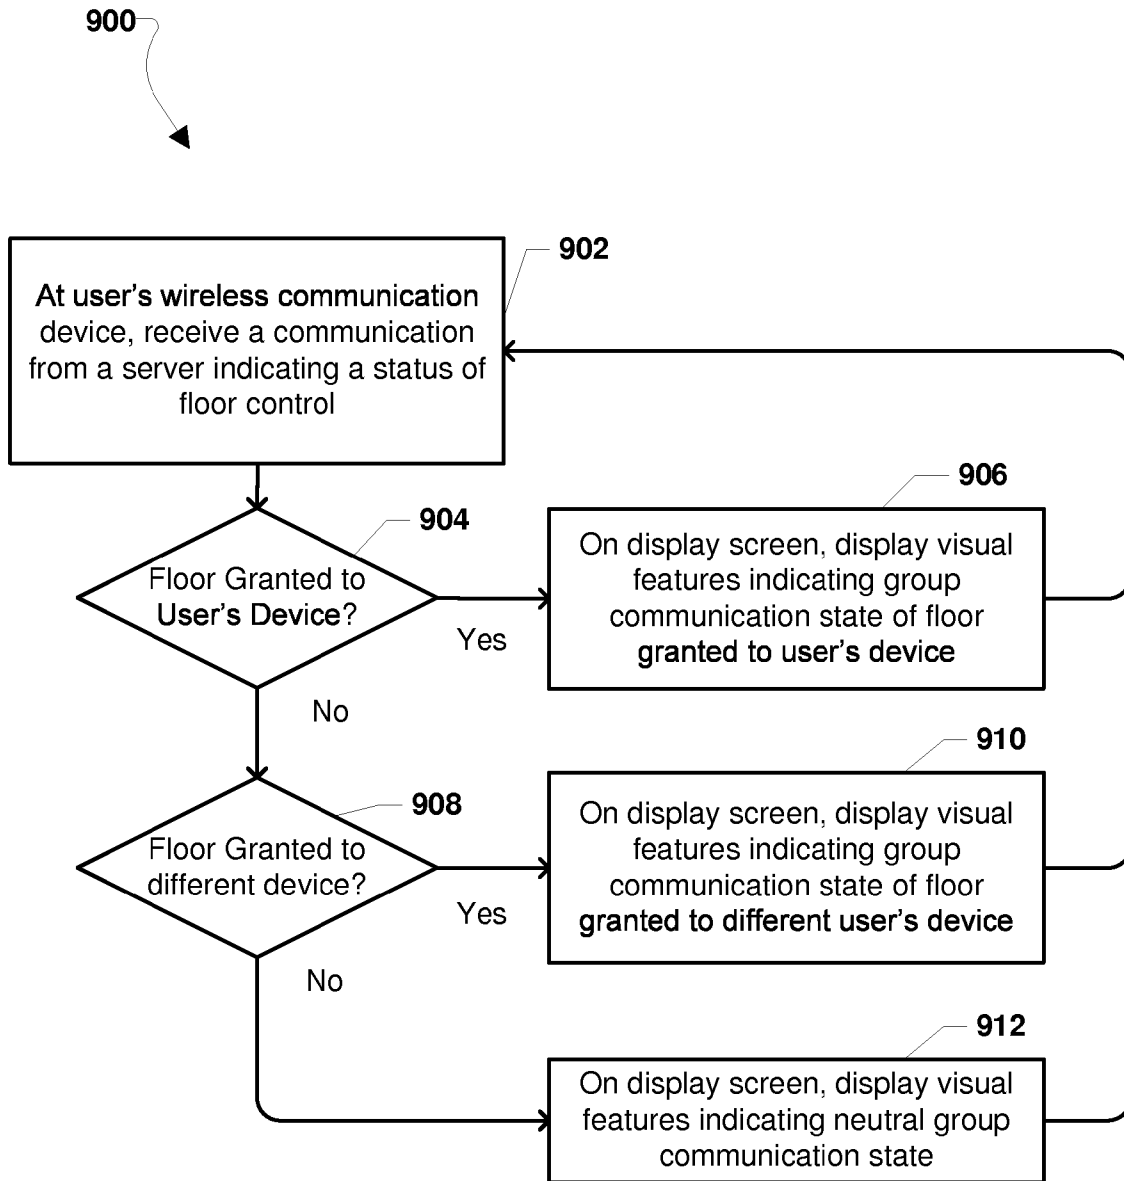 900
902
At user's wireless communication
device, receive a communication
from a server indicating a status of
floor control
904
Floor Granted to
User's Device?
Yes
No
906
On display screen, display visual
features indicating group
communication state of floor
granted to user's device
908
Floor Granted to
different device?
Yes
No
910
On display screen, display visual
features indicating group
communication state of floor
granted to different user's device
912
On display screen, display visual
features indicating neutral group
communication state